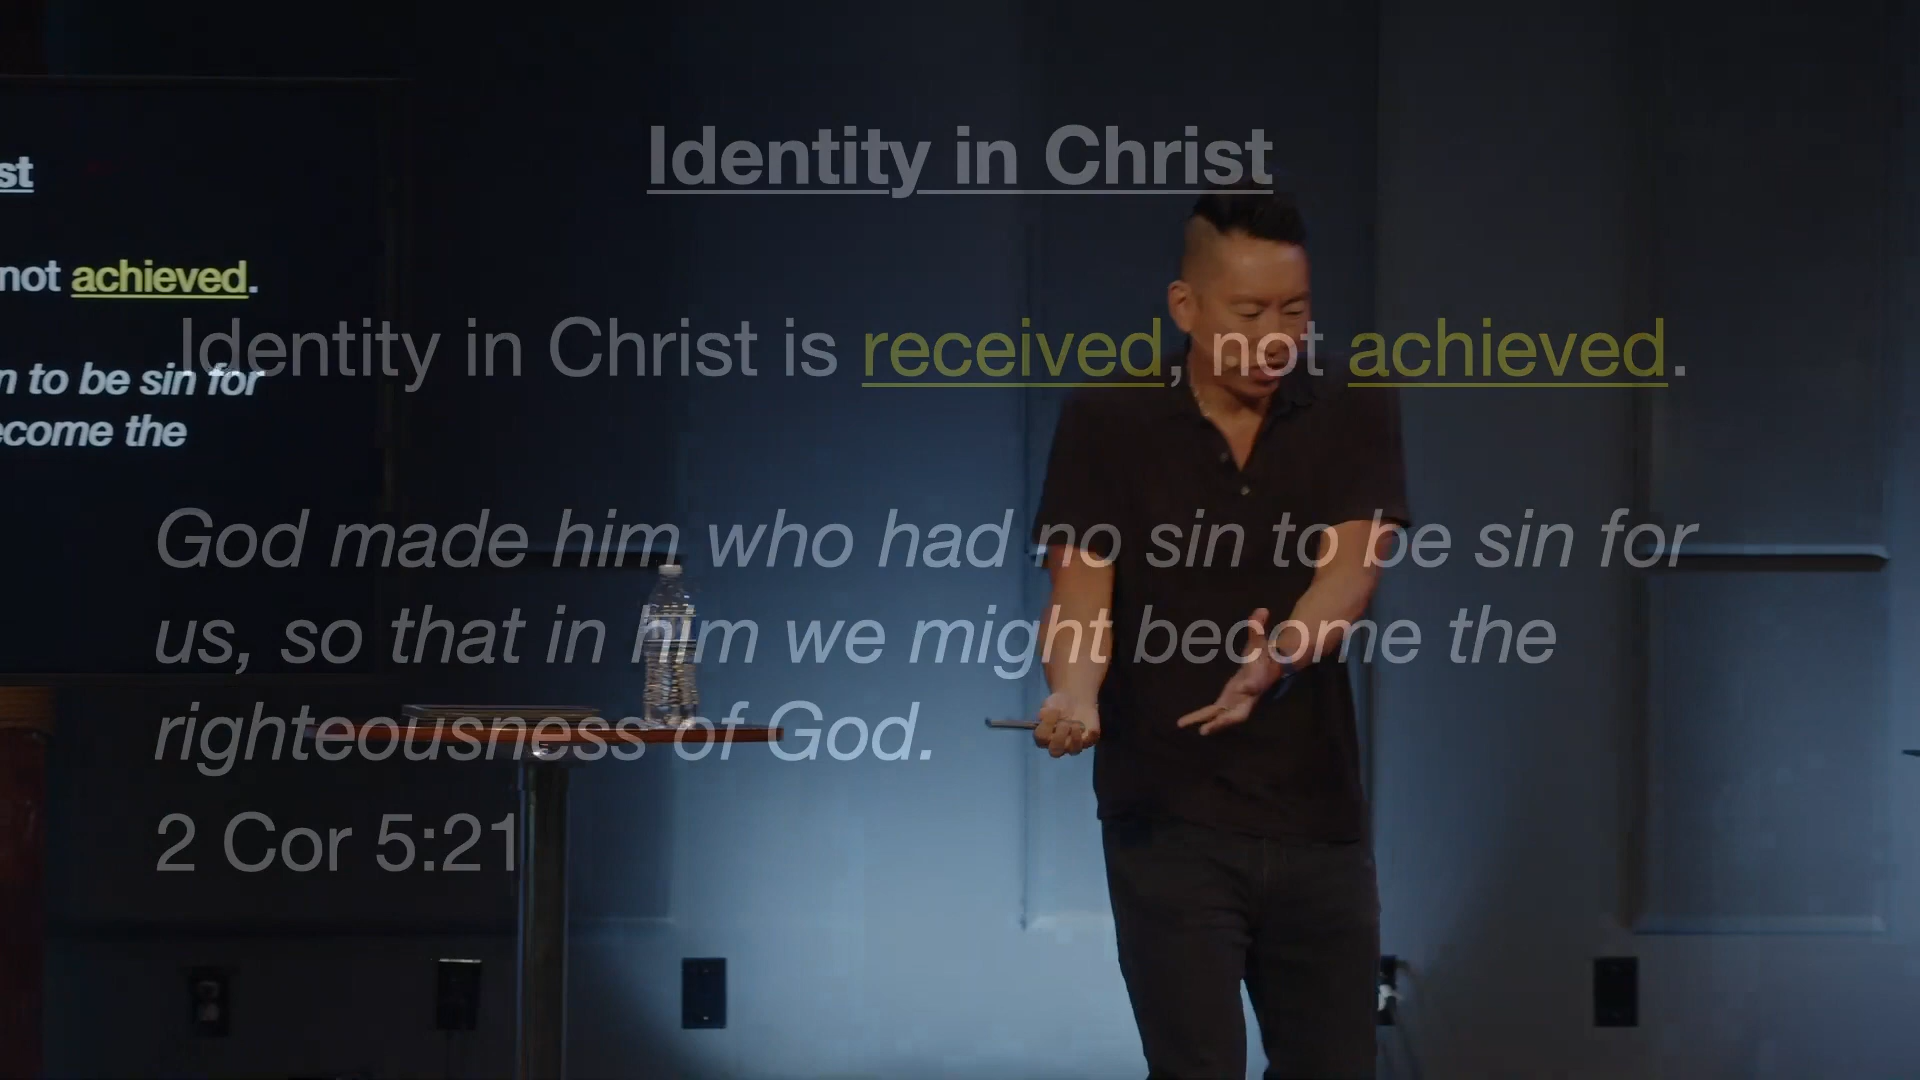 Identity in Christ
Identity in Christ is received, not achieved.
God made him who had no sin to be sin for
us, so that in him we might become the
righteousness of God.
2 Cor 5:21
st
not achieved.
n to be sin for
ecome the